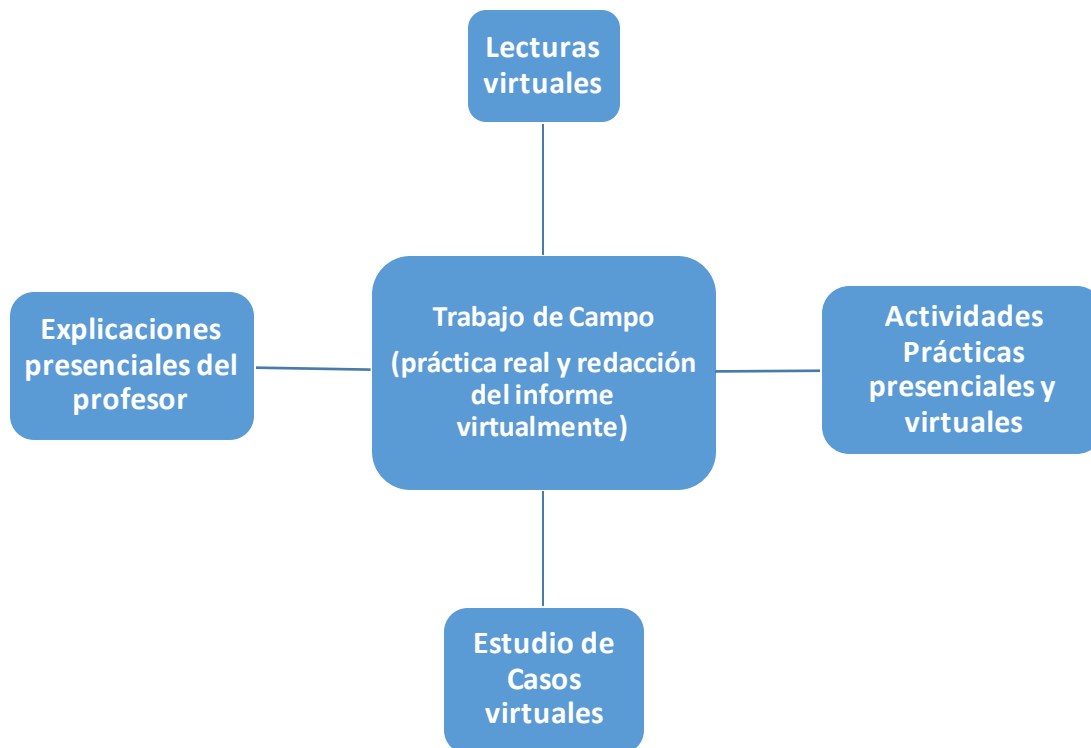 Lecturas
virtuales
Explicaciones
presenciales del
profesor
Trabajo de Campo
(práctica real y redacción
del informe
virtualmente)
Actividades
Prácticas
presenciales y
virtuales
Estudio de
Casos
virtuales